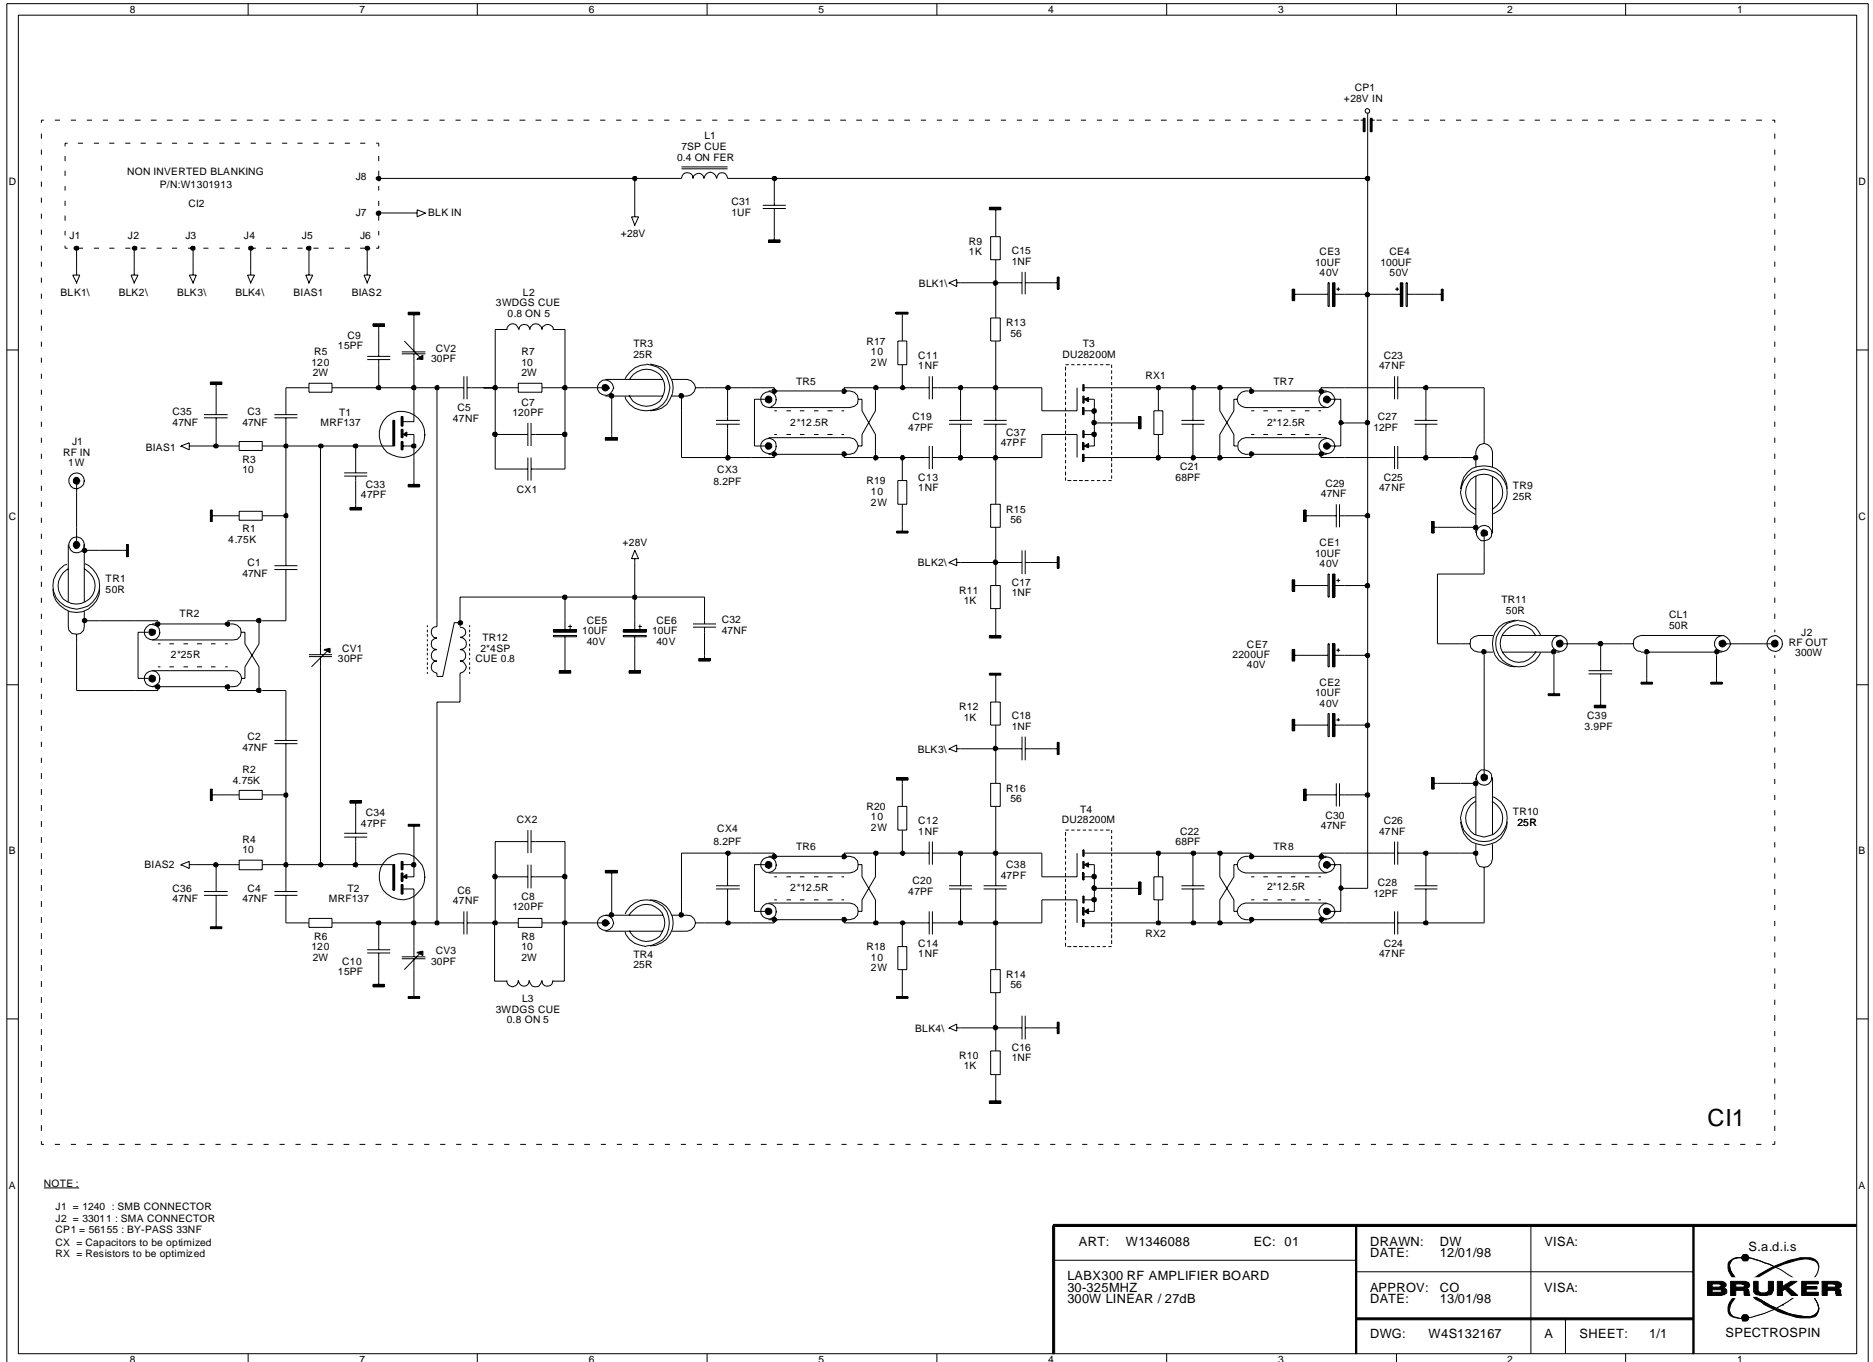 8 7 6 5 4 3 2 1
CP1
+28V IN
L1
7SP CUE
0.4 ON FER
D
D
NON INVERTED BLANKING
P/N:W1301913
CI2
J8
J7
BLK IN
J1 J2 J3 J4 J5 J6
BLK1\ BLK2\ BLK3\ BLK4\ BIAS1 BIAS2
+28V
C31
1UF
R9
1K
C15
1NF
BLK1\
R13
56
CE3
10UF
40V
CE4
100UF
50V
L2
3WDGS CUE
0.8 ON 5
C9
15PF
CV2
30PF
R5
120
2W
R7
10
2W
C7
120PF
CX1
TR3
25R
R17
10
2W
C11
1NF
T3
DU28200M
C23
47NF
C35
47NF
C3
47NF
T1
MRF137
C5
47NF
TR5
2*12.5R
C19
47PF
C37
47PF
RX1
TR7
2*12.5R
C27
12PF
BIAS1
R3
10
J1
RF IN
1W
C33
47PF
CX3
8.2PF
R19
10
2W
C13
1NF
C21
68PF
C25
47NF
TR9
25R
C
C
R1
4.75K
C1
47NF
R15
56
C29
47NF
+28V
BLK2\
C17
1NF
R11
1K
CE1
10UF
40V
TR1
50R
TR2
2*25R
CV1
30PF
TR12
2*4SP
CUE 0.8
CE5
10UF
40V
CE6
10UF
40V
C32
47NF
CE7
2200UF
40V
CE2
10UF
40V
TR11
50R
CL1
50R
J2
RF OUT
300W
C39
3.9PF
C2
47NF
R2
4.75K
R12
1K
C18
1NF
BLK3\
R16
56
C30
47NF
TR10
25R
C34
47PF
CX2
CX4
8.2PF
R20
10
2W
C12
1NF
T4
DU28200M
C22
68PF
C26
47NF
B
B
BIAS2
R4
10
C36
47NF
C4
47NF
T2
MRF137
C6
47NF
C8
120PF
R8
10
2W
TR6
2*12.5R
C20
47PF
C38
47PF
TR8
2*12.5R
C28
12PF
R6
120
2W
C10
15PF
CV3
30PF
TR4
25R
R18
10
2W
C14
1NF
RX2
C24
47NF
L3
3WDGS CUE
0.8 ON 5
R14
56
BLK4\
C16
1NF
R10
1K
CI1
A
A
NOTE :
J1 = 1240 : SMB CONNECTOR
J2 = 33011 : SMA CONNECTOR
CP1 = 56155 : BY-PASS 33NF
CX = Capacitors to be optimized
RX = Resistors to be optimized
ART: W1346088 EC: 01
LABX300 RF AMPLIFIER BOARD
30-325MHZ
300W LINEAR / 27dB
DRAWN: DW
DATE: 12/01/98
VISA:
APPROV: CO
DATE: 13/01/98
VISA:
DWG: W4S132167 A SHEET: 1/1
S.a.d.i.s
BRUKER
SPECTROSPIN
8 7 6 5 4 3 2 1